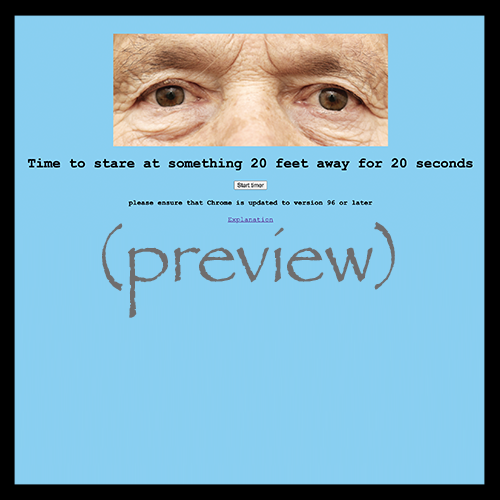 Time to stare at something 20 feet away for 20 seconds
Start timer
please ensure that Chrome is updated to version 96 or later
Explanation
(preview)